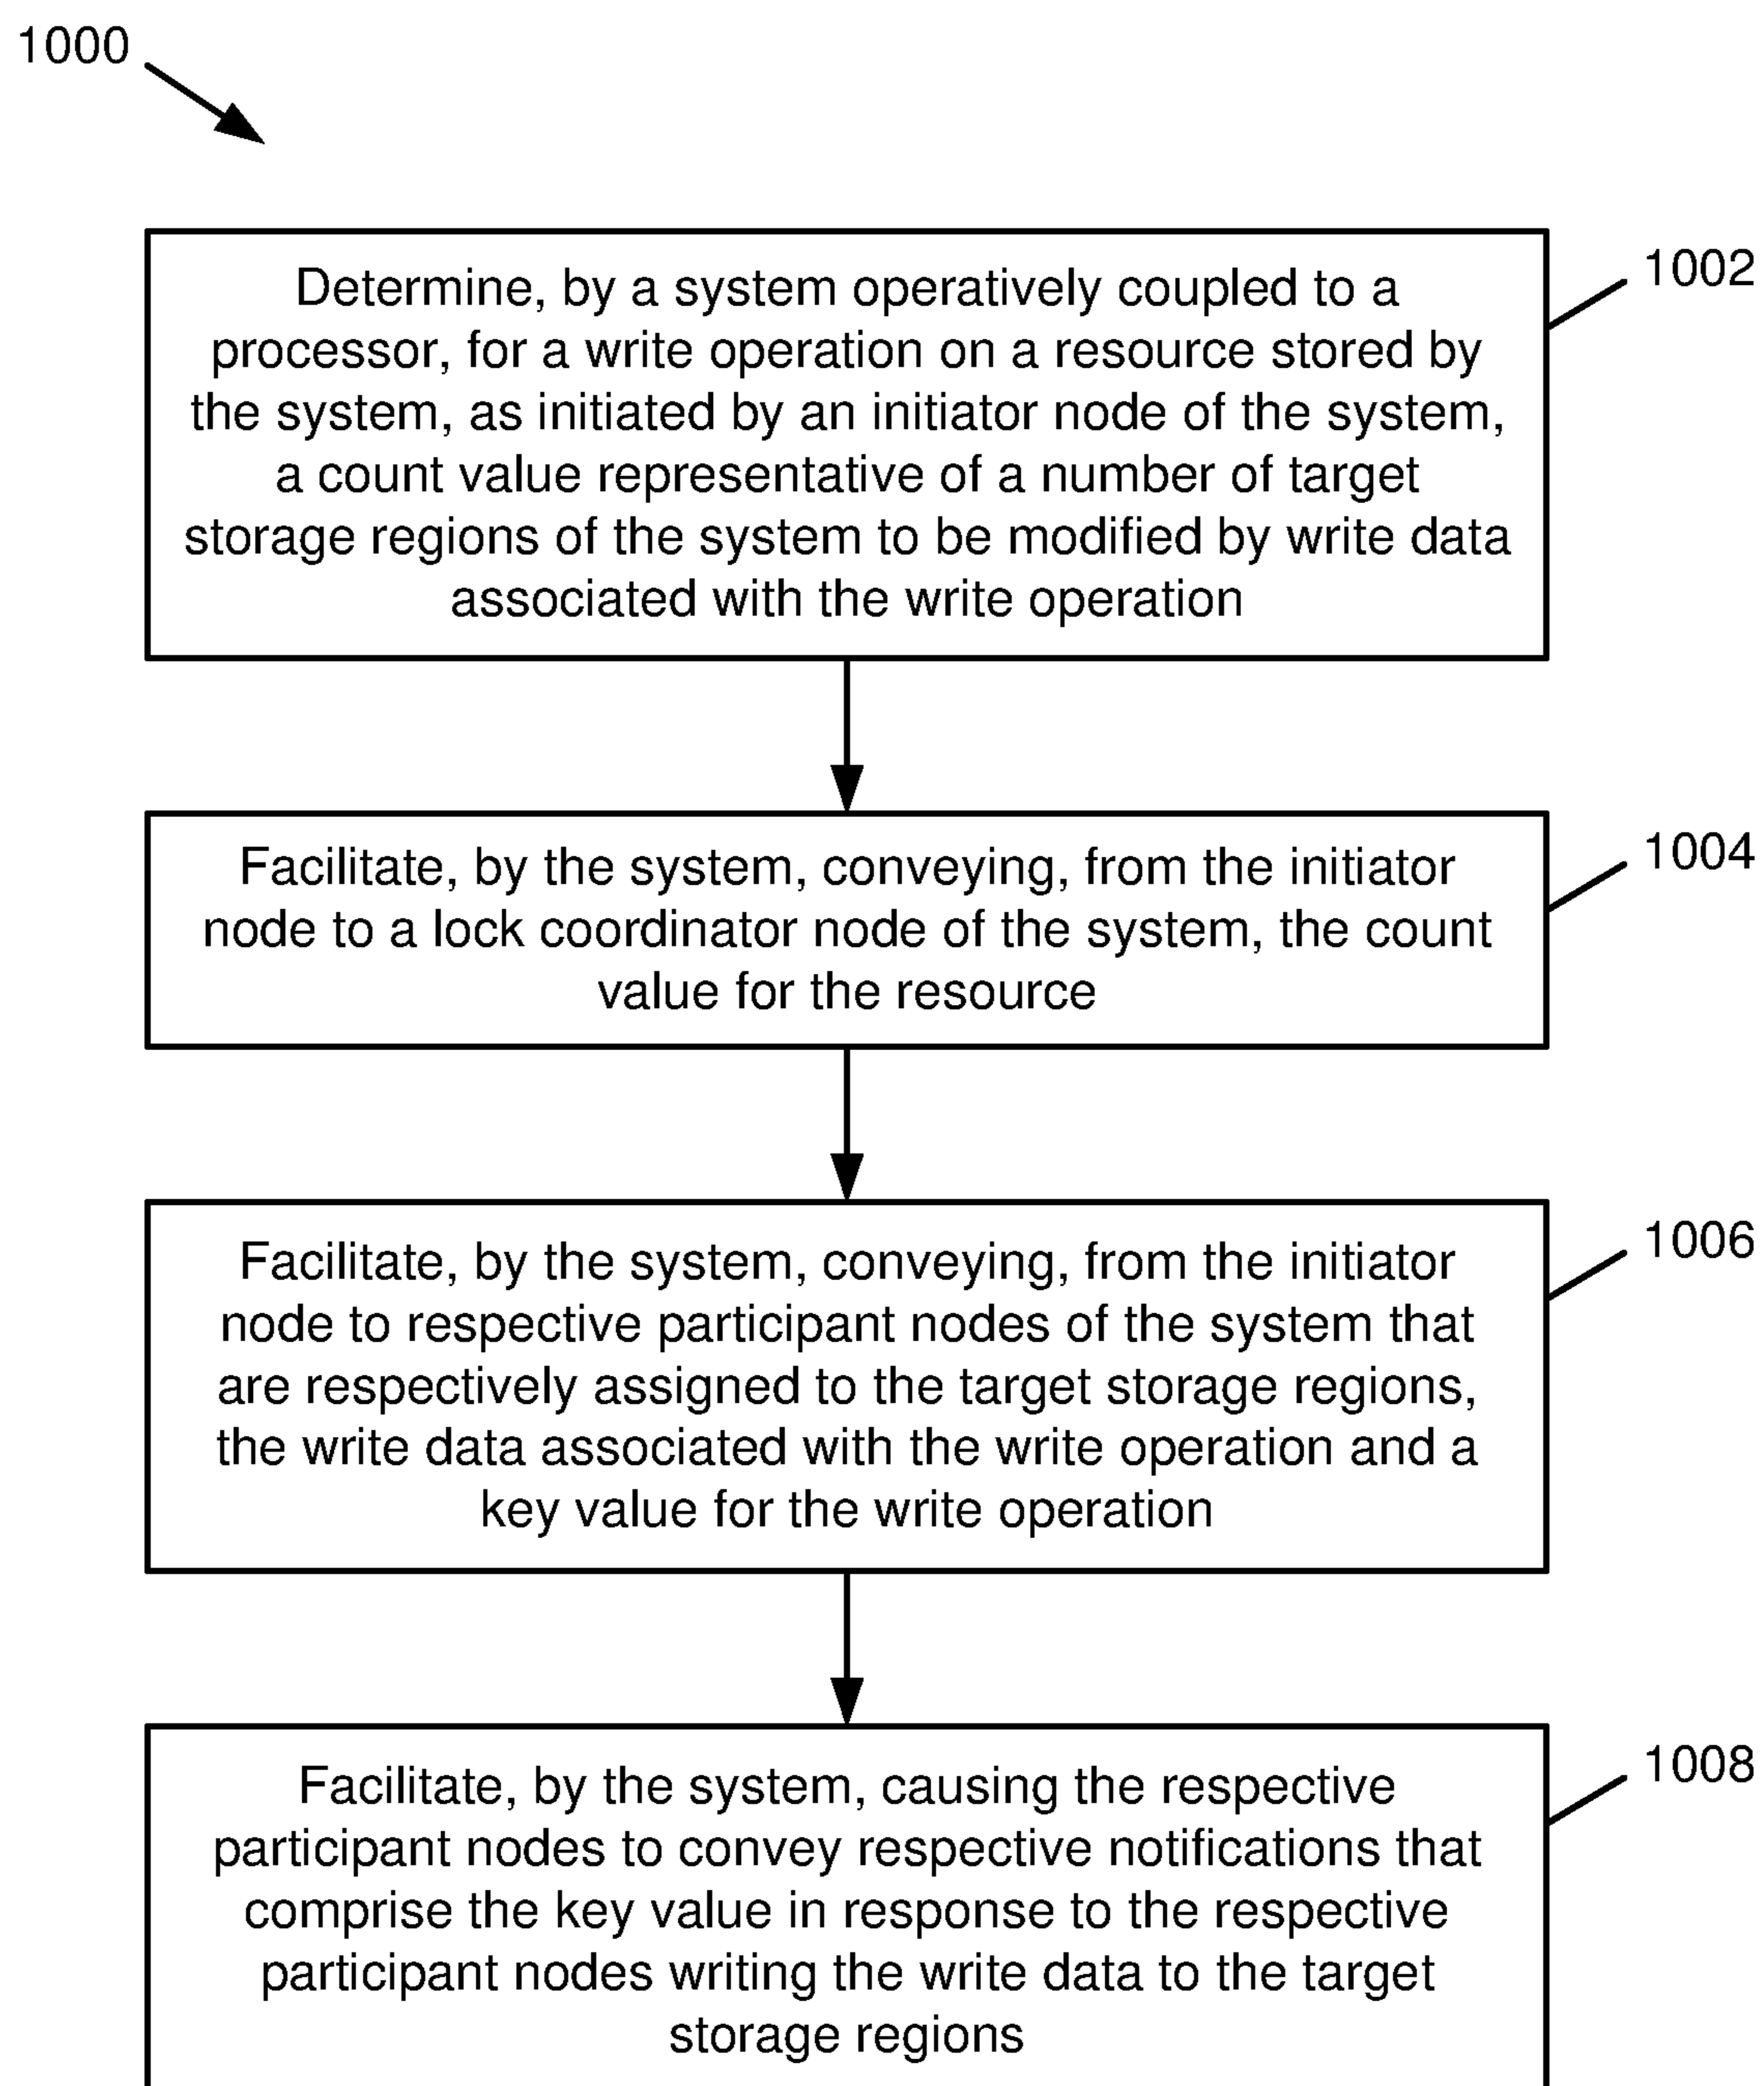 1000
Determine, by a system operatively coupled to a
processor, for a write operation on a resource stored by
the system, as initiated by an initiator node of the system,
a count value representative of a number of target
storage regions of the system to be modified by write data
associated with the write operation
1002
Facilitate, by the system, conveying, from the initiator
node to a lock coordinator node of the system, the count
value for the resource
1004
Facilitate, by the system, conveying, from the initiator
node to respective participant nodes of the system that
are respectively assigned to the target storage regions,
the write data associated with the write operation and a
key value for the write operation
1006
Facilitate, by the system, causing the respective
participant nodes to convey respective notifications that
comprise the key value in response to the respective
participant nodes writing the write data to the target
storage regions
1008